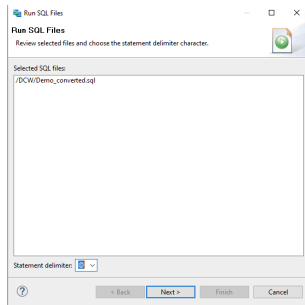 Run SQL Files
Run SQL Files
Review selected files and choose the statement delimiter character.
Selected SQL files:
/DCW/Demo_converted.sql
Statement delimiter: @
< Back
Next >
Finish
Cancel